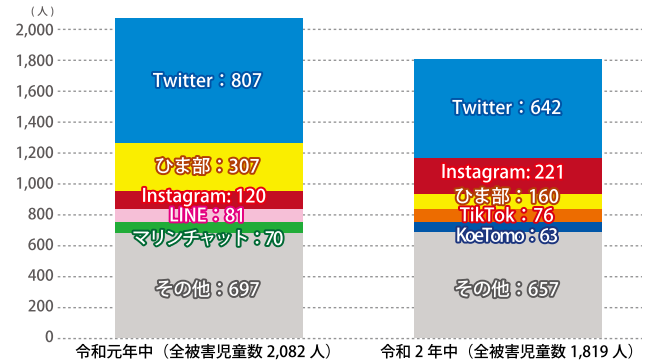 (人)
2,000
1,800
1,600
1,400
1,200
1,000
800
600
400
200
0
Twitter：807
ひま部：307
Instagram: 120
LINE：81
マリンチャット：70
その他：697
令和元年中（全被害児童数 2,082 人）
Twitter：642
Instagram: 221
ひま部：160
TikTok：76
KoeTomo：63
その他：657
令和 2 年中（全被害児童数 1,819 人）